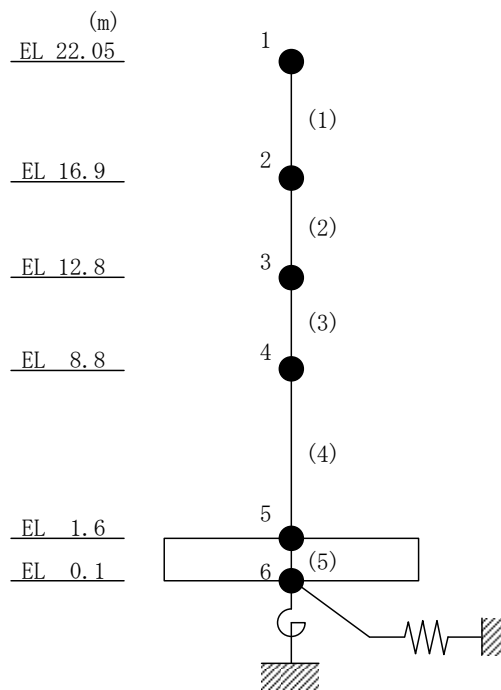 (m)
1
EL 22.05
(1)
2
EL 16.9
(2)
3
EL 12.8
(3)
4
EL 8.8
(4)
5
EL 1.6
(5)
6
EL 0.1